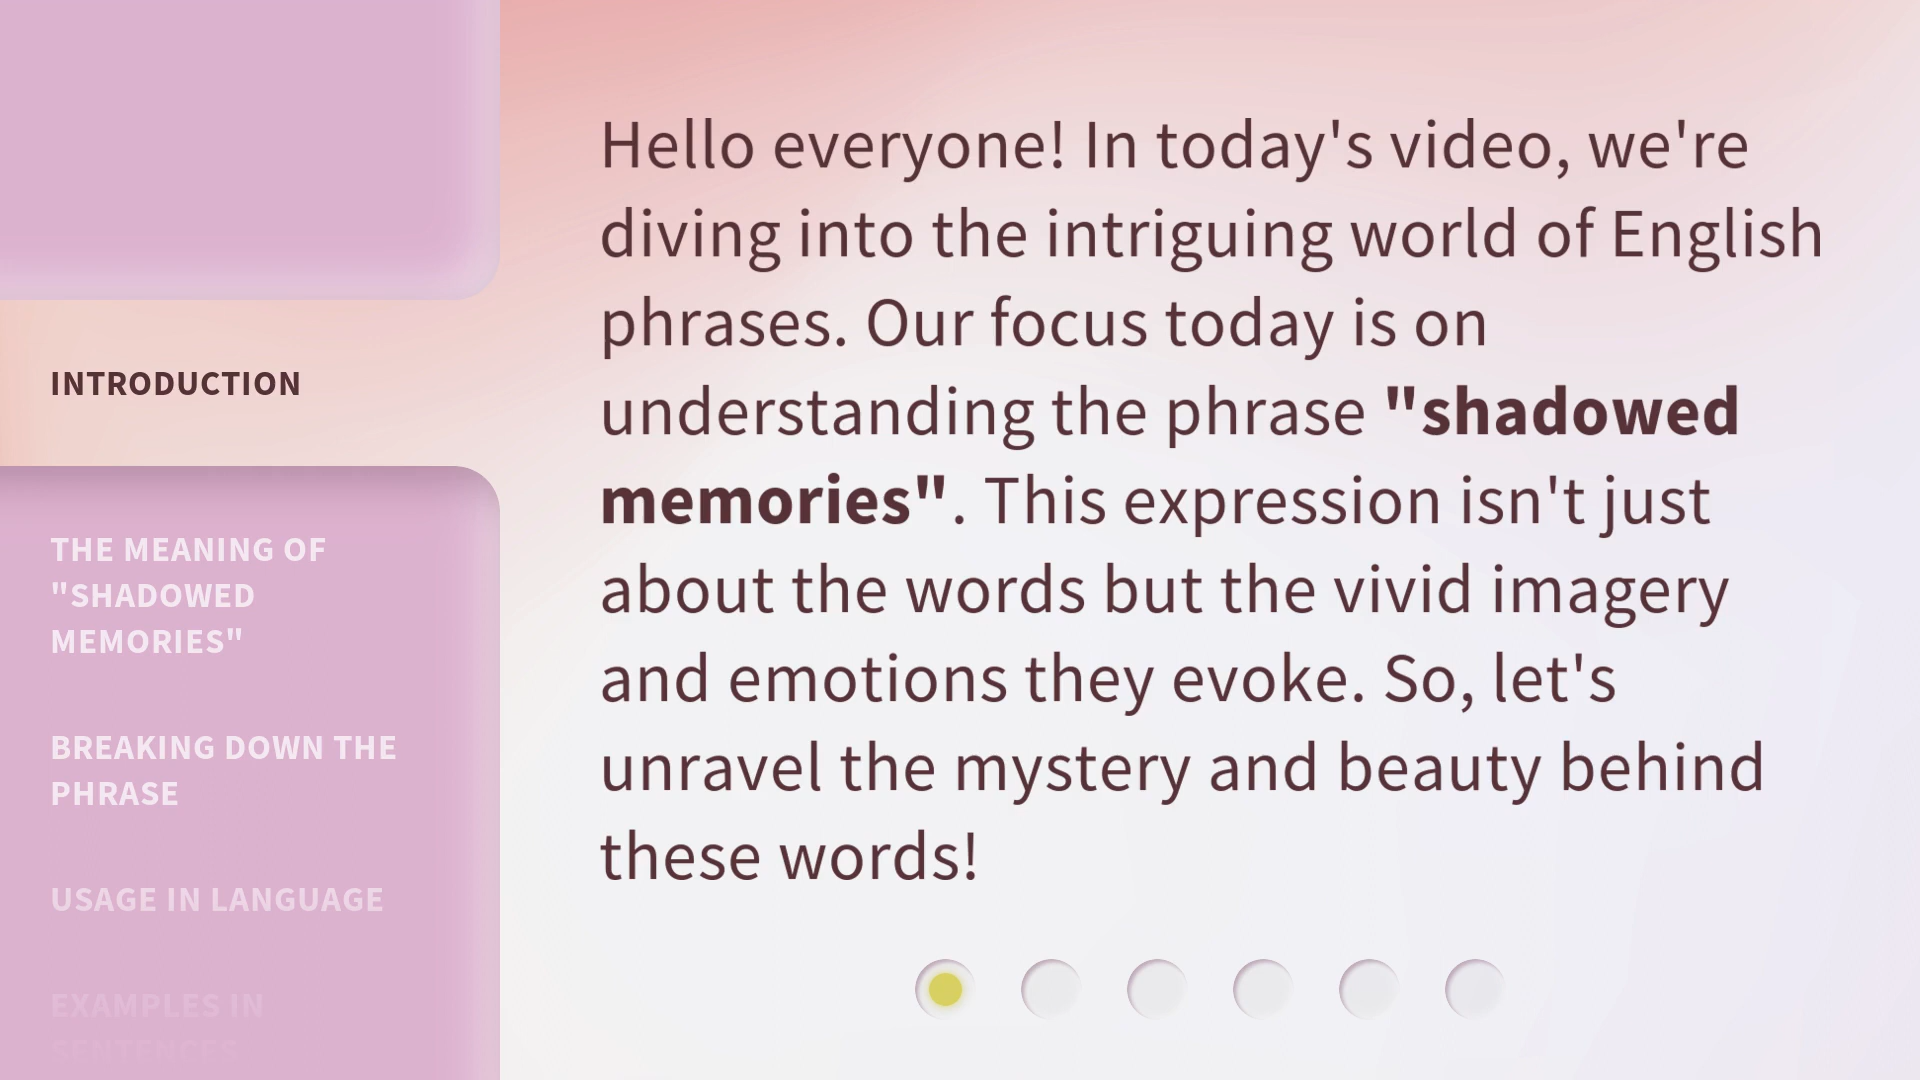 INTRODUCTION
THE MEANING OF
"SHADOWED
MEMORIES"
BREAKING DOWN THE
PHRASE
USAGE IN LANGUAGE
EXAMPLES IN
SENTENCES
Hello everyone! In today's video, we're
diving into the intriguing world of English
phrases. Our focus today is on
understanding the phrase "shadowed
memories". This expression isn't just
about the words but the vivid imagery
and emotions they evoke. So, let's
unravel the mystery and beauty behind
these words!